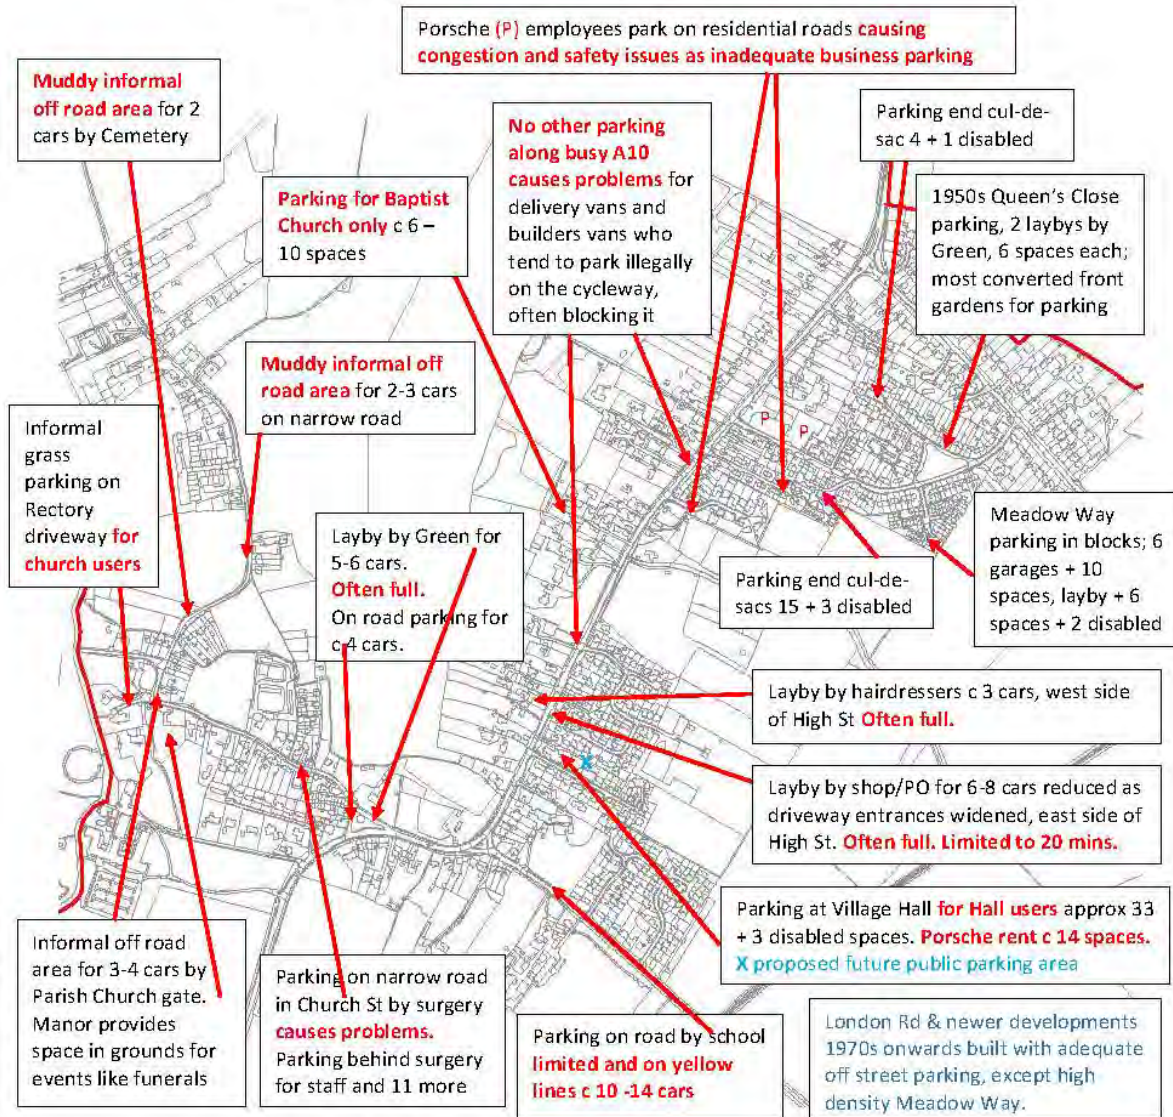 Porsche (P) employees park on residential roads causing
congestion and safety issues as inadequate business parking
Muddy informal
off road area for 2
cars by Cemetery
No other parking
along busy A10
causes problems for
delivery vans and
builders vans who
tend to park illegally
on the cycleway,
often blocking it
Parking end cul-de-
sac 4 + 1 disabled
Parking for Baptist
Church only c 6 –
10 spaces
1950s Queen's Close
parking, 2 laybys by
Green, 6 spaces each;
most converted front
gardens for parking
Muddy informal off
road area for 2-3 cars
on narrow road
Informal
grass
parking on
Rectory
driveway for
church users
P
P
Layby by Green for
5-6 cars.
Often full.
On road parking for
c 4 cars.
Parking end cul-de-
sacs 15 + 3 disabled
Meadow Way
parking in blocks; 6
garages + 10
spaces, layby + 6
spaces + 2 disabled
Layby by hairdressers c 3 cars, west side
of High St Often full.
X
Layby by shop/PO for 6-8 cars reduced as
driveway entrances widened, east side of
High St. Often full. Limited to 20 mins.
Parking at Village Hall for Hall users approx 33
+ 3 disabled spaces. Porsche rent c 14 spaces.
X proposed future public parking area
Informal off road
area for 3-4 cars by
Parish Church gate.
Manor provides
space in grounds for
events like funerals
Parking on narrow road
in Church St by surgery
causes problems.
Parking behind surgery
for staff and 11 more
Parking on road by school
limited and on yellow
lines c 10 -14 cars
London Rd & newer developments
1970s onwards built with adequate
off street parking, except high
density Meadow Way.